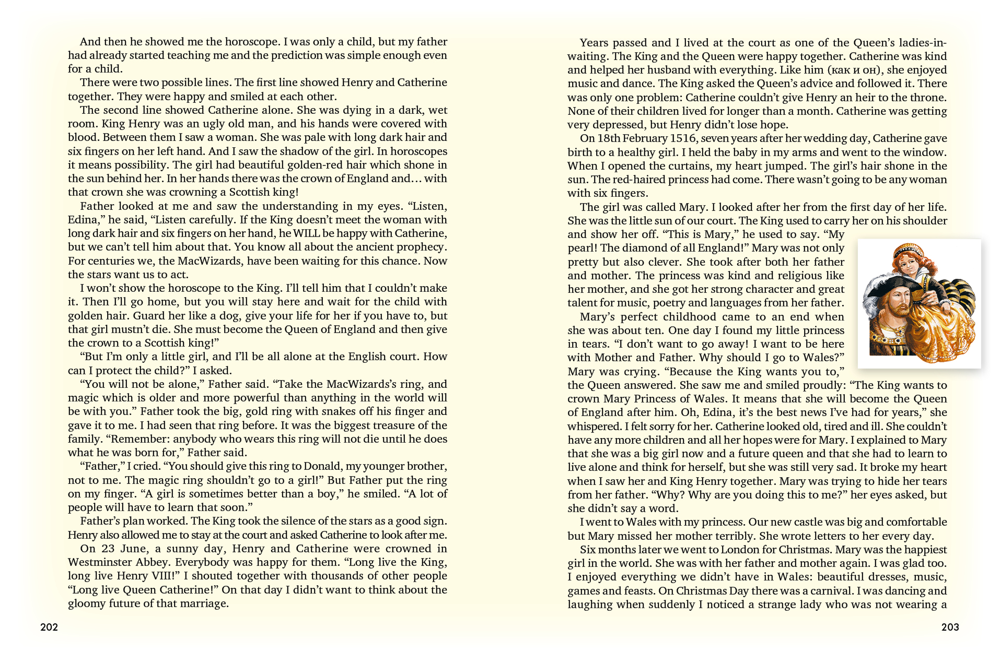 And then he showed me the horoscope. I was only a child, but my father
had already started teaching me and the prediction was simple enough even
for a child.
There were two possible lines. The first line showed Henry and Catherine
together. They were happy and smiled at each other.
The second line showed Catherine alone. She was dying in a dark, wet
room. King Henry was an ugly old man, and his hands were covered with
blood. Between them I saw a woman. She was pale with long dark hair and
six fingers on her left hand. And I saw the shadow of the girl. In horoscopes
it means possibility. The girl had beautiful golden-red hair which shone in
the sun behind her. In her hands there was the crown of England and… with
that crown she was crowning a Scottish king!
Father looked at me and saw the understanding in my eyes. “Listen,
Edina,” he said, “Listen carefully. If the King doesn’t meet the woman with
long dark hair and six fingers on her hand, he WILL be happy with Catherine,
but we can’t tell him about that. You know all about the ancient prophecy.
For centuries we, the MacWizards, have been waiting for this chance. Now
the stars want us to act.
I won’t show the horoscope to the King. I’ll tell him that I couldn’t make
it. Then I’ll go home, but you will stay here and wait for the child with
golden hair. Guard her like a dog, give your life for her if you have to, but
that girl mustn’t die. She must become the Queen of England and then give
the crown to a Scottish king!”
“But I’m only a little girl, and I’ll be all alone at the English court. How
can I protect the child?” I asked.
“You will not be alone,” Father said. “Take the MacWizards’s ring, and
magic which is older and more powerful than anything in the world will
be with you.” Father took the big, gold ring with snakes off his finger and
gave it to me. I had seen that ring before. It was the biggest treasure of the
family. “Remember: anybody who wears this ring will not die until he does
what he was born for,” Father said.
“Father,” I cried. “You should give this ring to Donald, my younger brother,
not to me. The magic ring shouldn’t go to a girl!” But Father put the ring
on my finger. “A girl is sometimes better than a boy,” he smiled. “A lot of
people will have to learn that soon.”
Father’s plan worked. The King took the silence of the stars as a good sign.
Henry also allowed me to stay at the court and asked Catherine to look after me.
On 23 June, a sunny day, Henry and Catherine were crowned in
Westminster Abbey. Everybody was happy for them. “Long live the King,
long live Henry VIII!” I shouted together with thousands of other people
“Long live Queen Catherine!” On that day I didn’t want to think about the
gloomy future of that marriage.
202
Years passed and I lived at the court as one of the Queen’s ladies-in-
waiting. The King and the Queen were happy together. Catherine was kind
and helped her husband with everything. Like him (как и он), she enjoyed
music and dance. The King asked the Queen’s advice and followed it. There
was only one problem: Catherine couldn’t give Henry an heir to the throne.
None of their children lived for longer than a month. Catherine was getting
very depressed, but Henry didn’t lose hope.
On 18th February 1516, seven years after her wedding day, Catherine gave
birth to a healthy girl. I held the baby in my arms and went to the window.
When I opened the curtains, my heart jumped. The girl’s hair shone in the
sun. The red-haired princess had come. There wasn’t going to be any woman
with six fingers.
The girl was called Mary. I looked after her from the first day of her life.
She was the little sun of our court. The King used to carry her on his shoulder
and show her off. “This is Mary,” he used to say. “My
pearl! The diamond of all England!” Mary was not only
pretty but also clever. She took after both her father
and mother. The princess was kind and religious like
her mother, and she got her strong character and great
talent for music, poetry and languages from her father.
Mary’s perfect childhood came to an end when
she was about ten. One day I found my little princess
in tears. “I don’t want to go away! I want to be here
with Mother and Father. Why should I go to Wales?”
Mary was crying. “Because the King wants you to,”
the Queen answered. She saw me and smiled proudly: “The King wants to
crown Mary Princess of Wales. It means that she will become the Queen
of England after him. Oh, Edina, it’s the best news I’ve had for years,” she
whispered. I felt sorry for her. Catherine looked old, tired and ill. She couldn’t
have any more children and all her hopes were for Mary. I explained to Mary
that she was a big girl now and a future queen and that she had to learn to
live alone and think for herself, but she was still very sad. It broke my heart
when I saw her and King Henry together. Mary was trying to hide her tears
from her father. “Why? Why are you doing this to me?” her eyes asked, but
she didn’t say a word.
I went to Wales with my princess. Our new castle was big and comfortable
but Mary missed her mother terribly. She wrote letters to her every day.
Six months later we went to London for Christmas. Mary was the happiest
girl in the world. She was with her father and mother again. I was glad too.
I enjoyed everything we didn’t have in Wales: beautiful dresses, music,
games and feasts. On Christmas Day there was a carnival. I was dancing and
laughing when suddenly I noticed a strange lady who was not wearing a
203